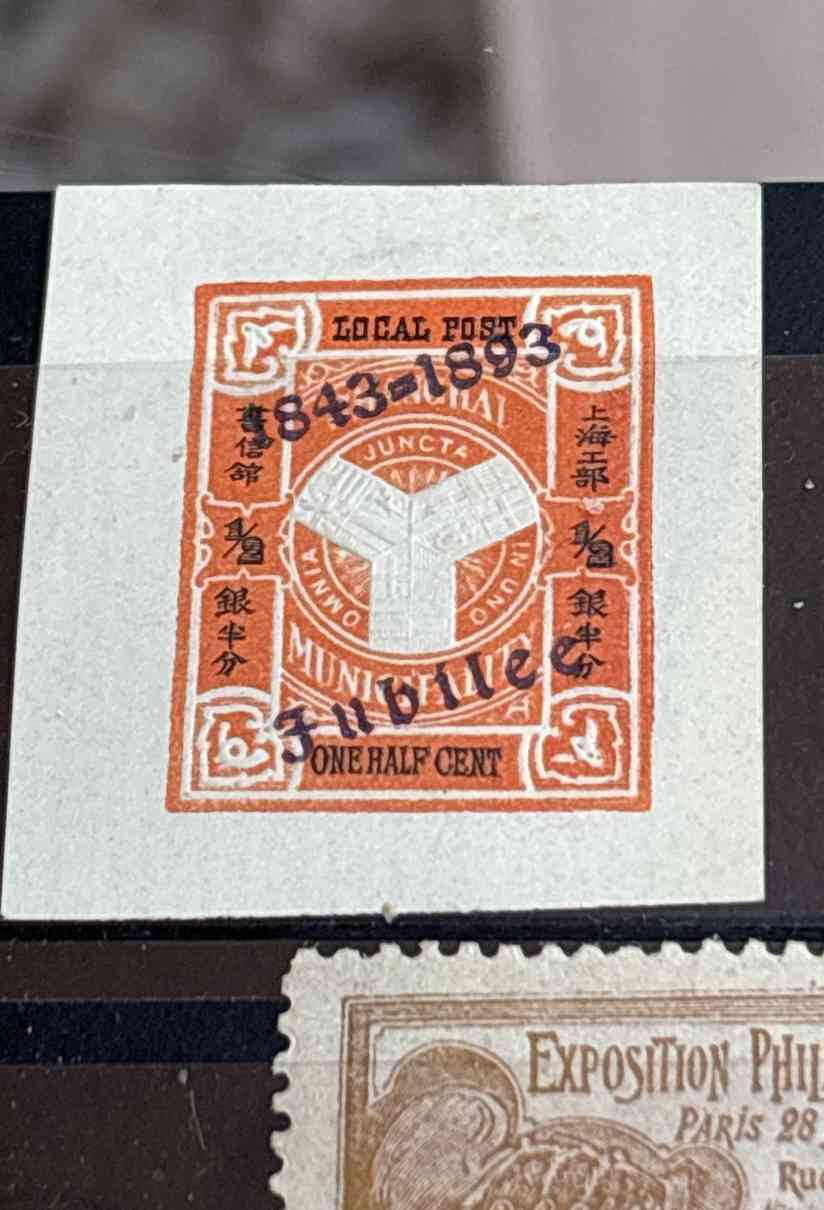 LOCAL POST
1843=1893
SHANGHAI
JUNCTA
IN UNO
OMNIA
書信館
上海工部
1/2
1/2
銀半分
銀半分
MUNICIPALITY
Jubilee
ONE HALF CENT
EXPOSITION PHIL
PARIS 28
Rue